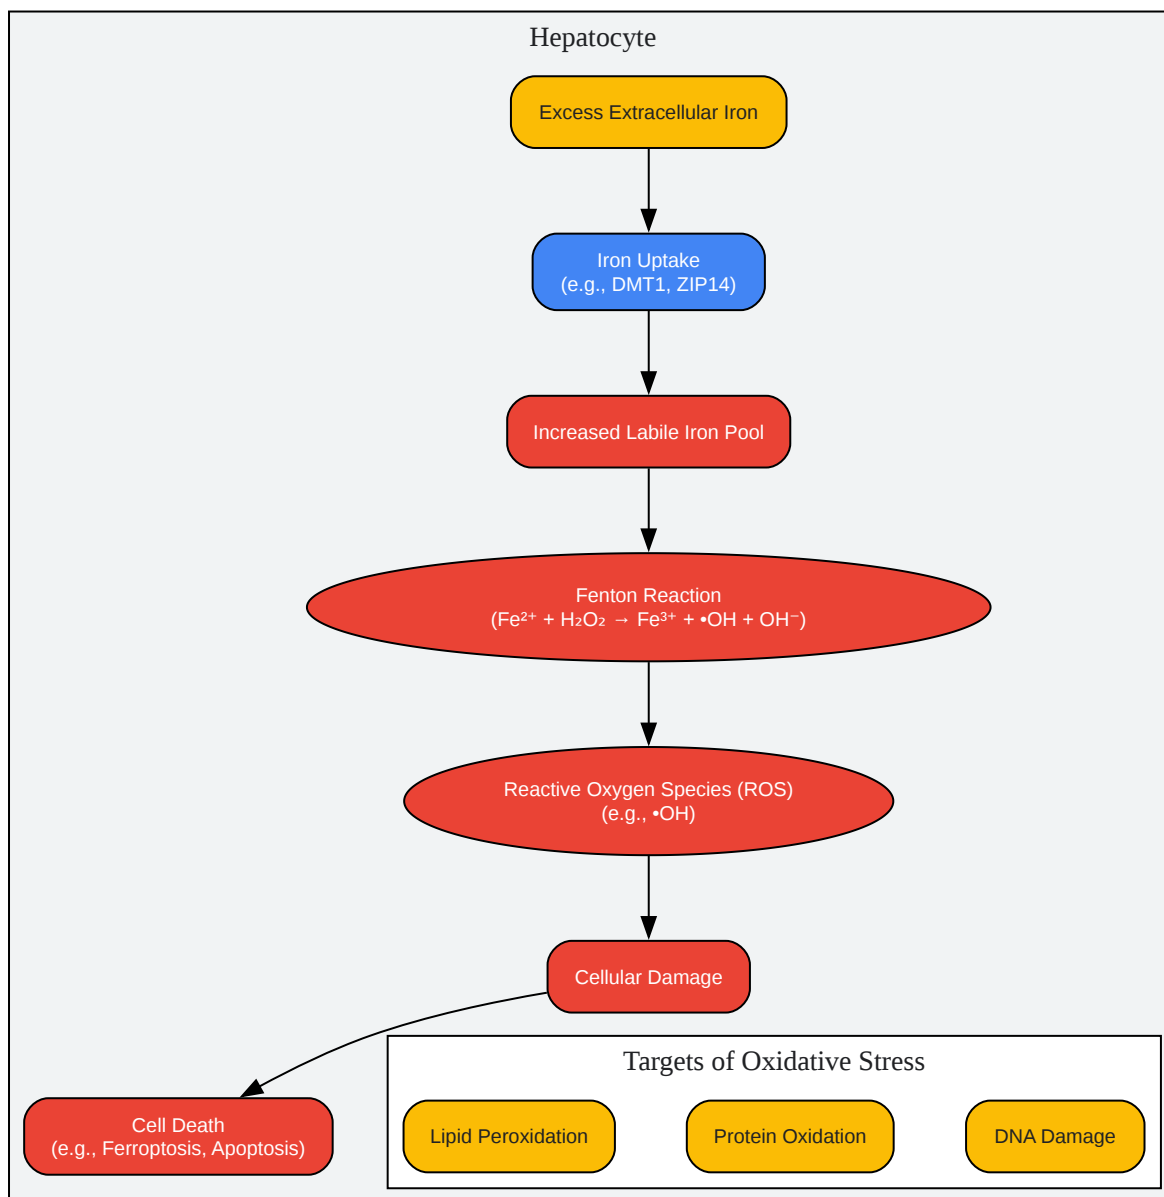 Hepatocyte
Excess Extracellular Iron
Iron Uptake
(e.g., DMT1, ZIP14)
Increased Labile Iron Pool
Fenton Reaction
(Fe²⁺ + H₂O₂ → Fe³⁺ + •OH + OH⁻)
Reactive Oxygen Species (ROS)
(e.g., •OH)
Cellular Damage
Cell Death
(e.g., Ferroptosis, Apoptosis)
Targets of Oxidative Stress
Lipid Peroxidation
Protein Oxidation
DNA Damage